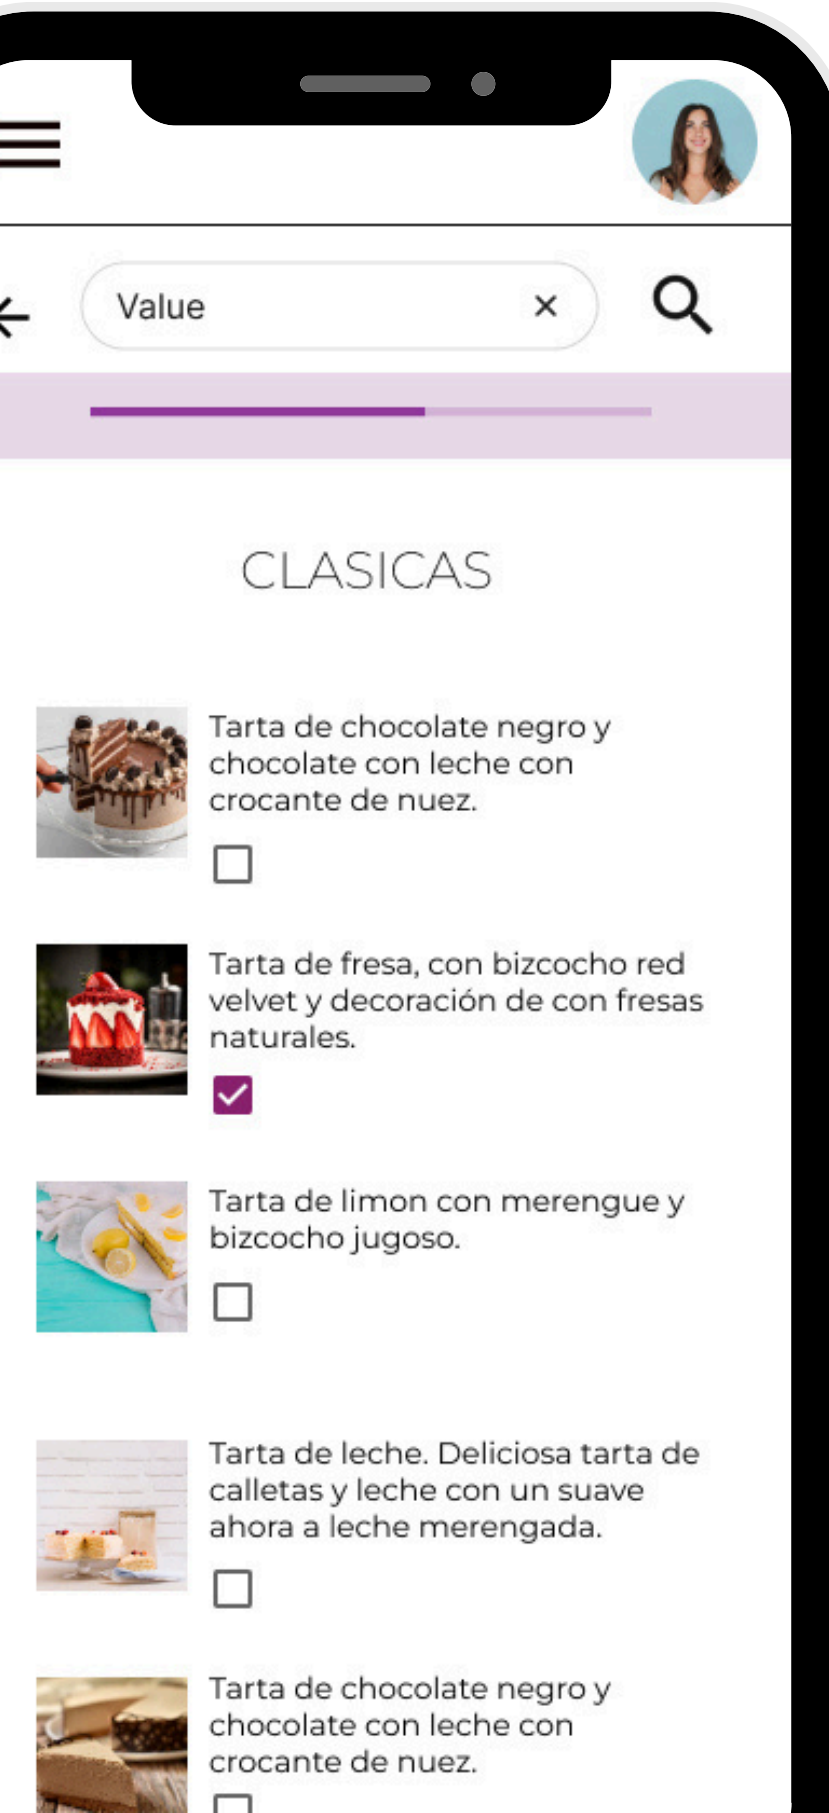 Value
CLASICAS
Tarta de chocolate negro y
chocolate con leche con
crocante de nuez.
Tarta de fresa, con bizcocho red
velvet y decoración de con fresas
naturales.
Tarta de limon con merengue y
bizcocho jugoso.
Tarta de leche. Deliciosa tarta de
calletas y leche con un suave
ahora a leche merengada.
Tarta de chocolate negro y
chocolate con leche con
crocante de nuez.